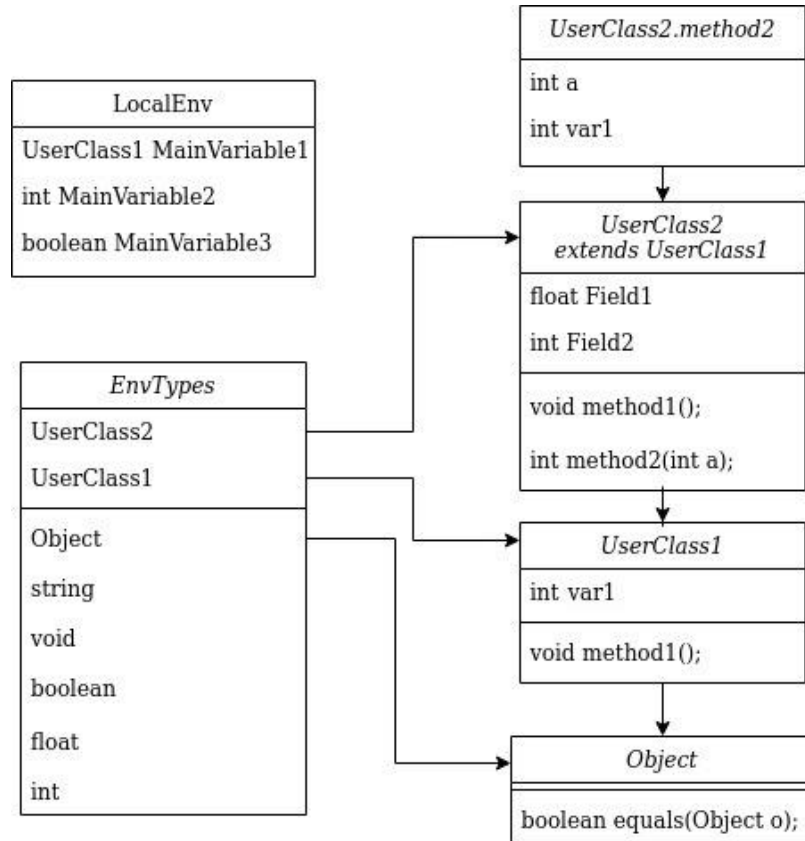 LocalEnv
UserClass1 MainVariable1
int MainVariable2
boolean MainVariable3
EnvTypes
UserClass2
UserClass1
Object
string
void
boolean
float
int
UserClass2.method2
int a
int var1
UserClass2
extends UserClass1
float Field1
int Field2
void method1();
int method2(int a);
UserClass1
int var1
void method1();
Object
boolean equals(Object o);